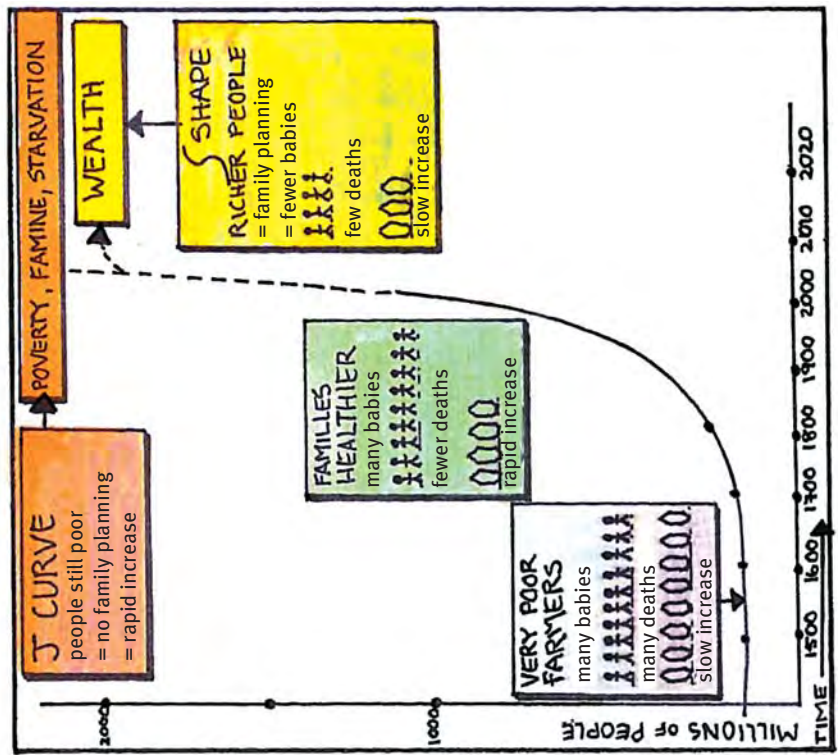 J CURVE
people still poor
= no family planning
= rapid increase
POVERTY, FAMINE, STARVATION
WEALTH
SHAPE
RICHER PEOPLE
= family planning
= fewer babies
few deaths
slow increase
FAMILLES
HEALTHIER
many babies
fewer deaths
rapid increase
VERY POOR
FARMERS
many babies
many deaths
slow increase
2000
1000
MILLIONS OF PEOPLE
1500 1600 1700 1800 1900 2000 2010 2020
TIME